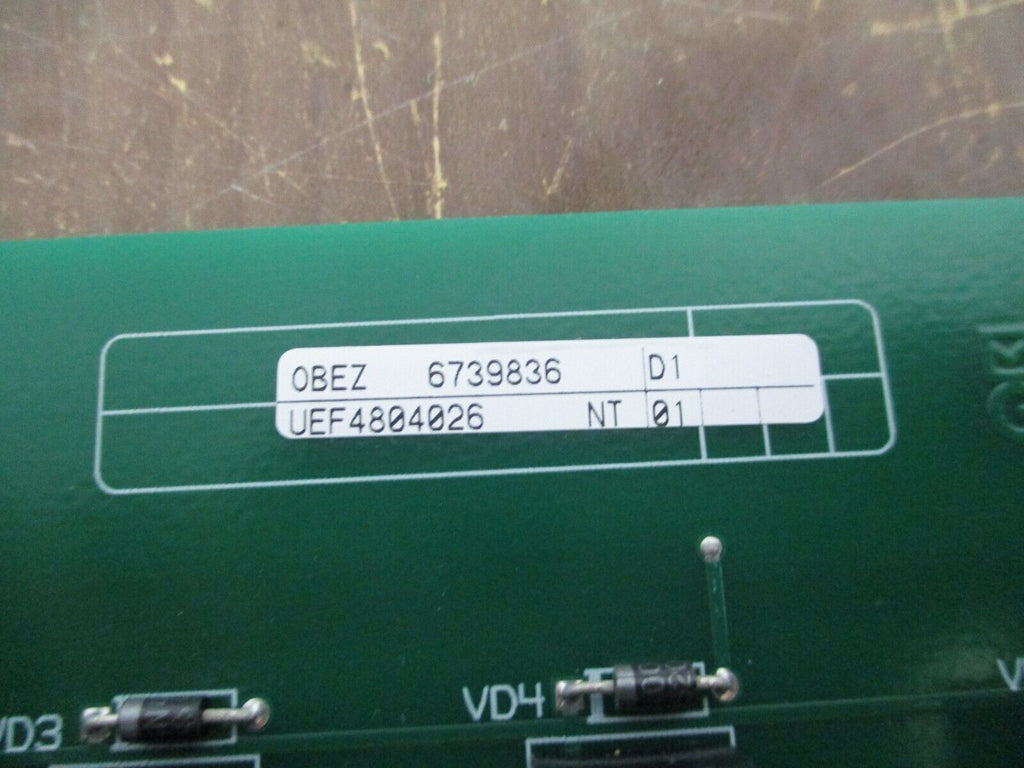 OBEZ 6739836 D1
UEF4804026 NT 01
VD4
VD3